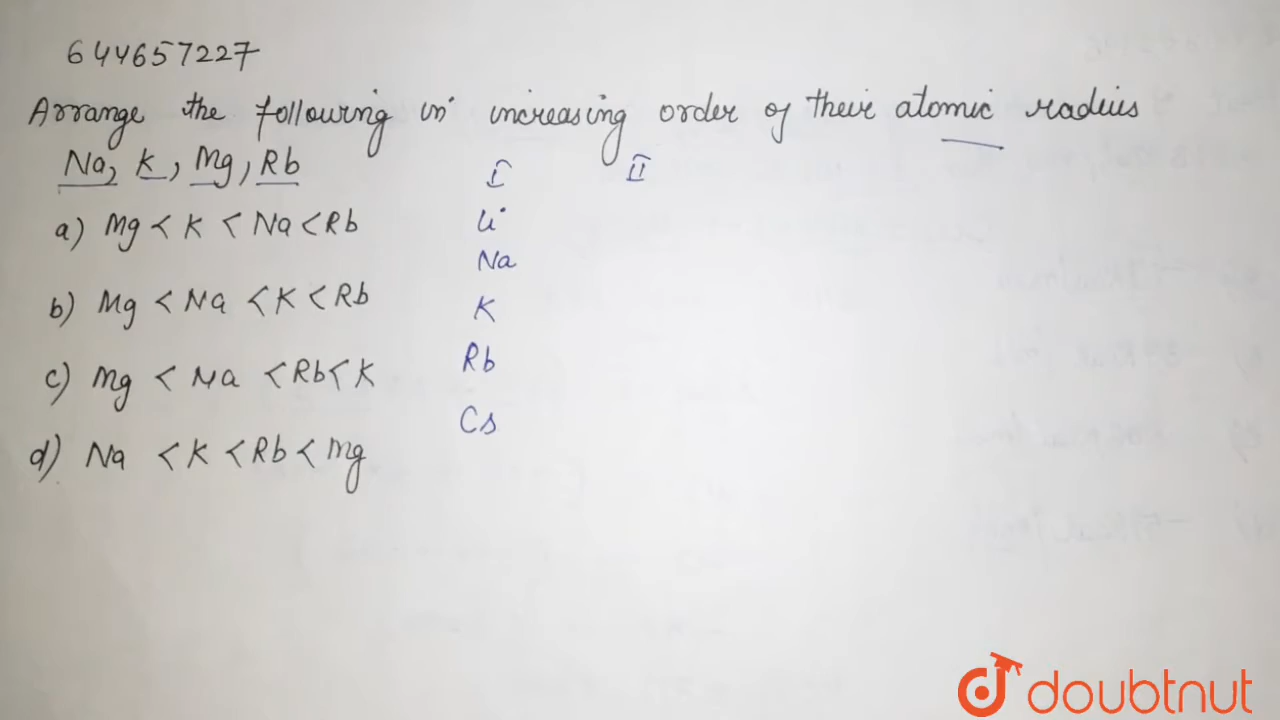 644657227
Arrange the following in increasing order of their atomic radius
Na, K, Mg, Rb
a) Mg < K < Na < Rb
b) Mg < Na < K < Rb
c) Mg < Na < Rb < K
d) Na < K < Rb < Mg
I II
Li
Na
K
Rb
Cs
doubtnut